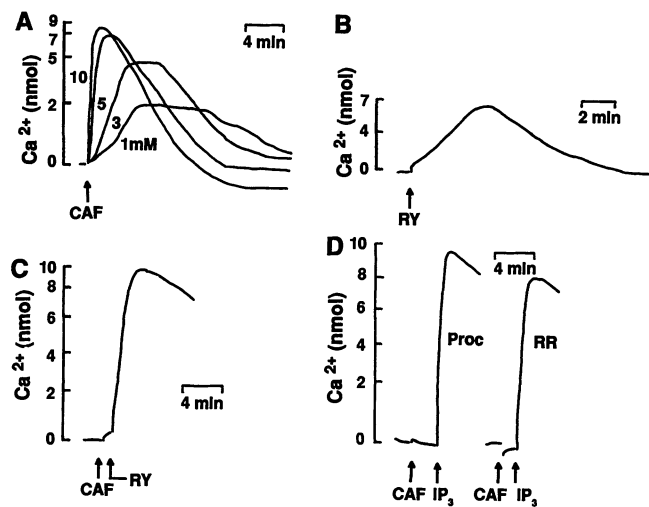 A
9
7
5
2
0
Ca 2+ (nmol)
10
5
3
1mM
4 min
CAF
B
7
4
0
Ca 2+ (nmol)
2 min
RY
C
10
8
6
4
2
0
Ca 2+ (nmol)
4 min
CAF
RY
D
10
8
6
4
2
0
Ca 2+ (nmol)
4 min
Proc
RR
CAF IP3 CAF IP3